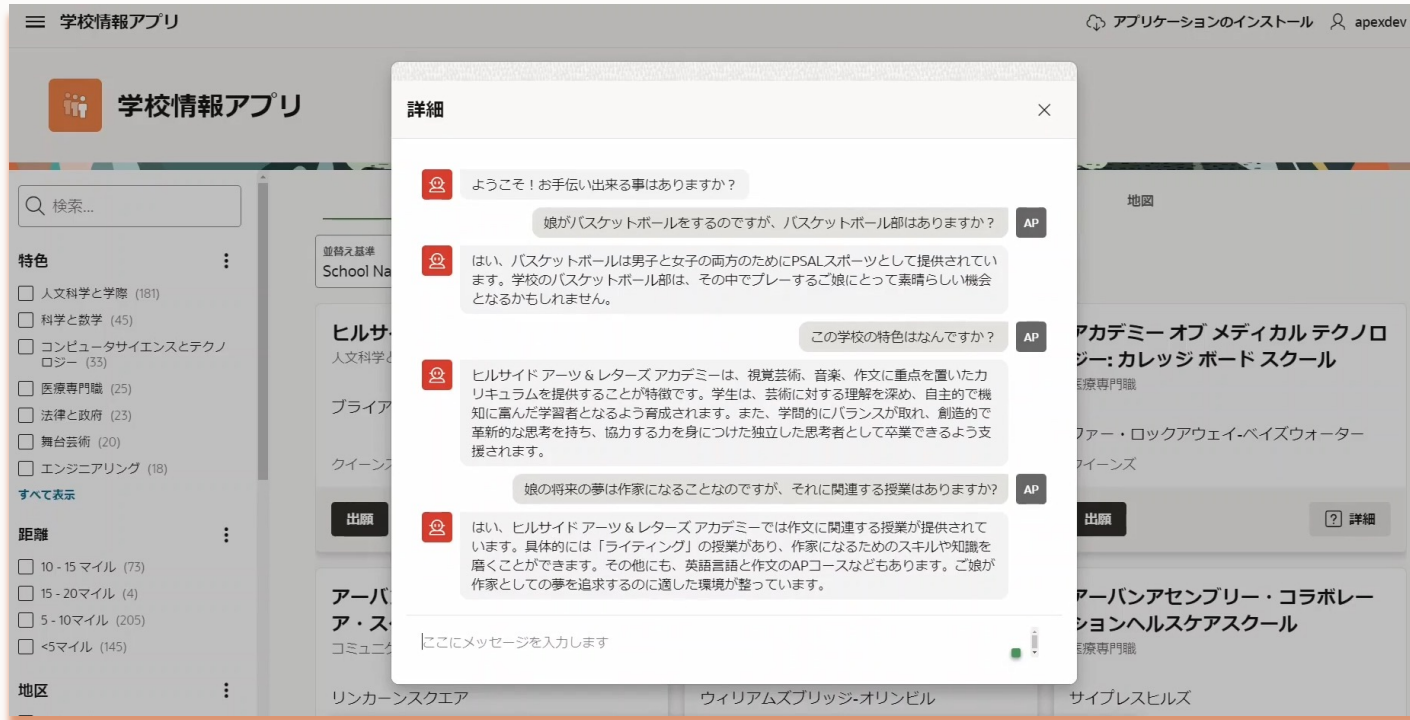 学校情報アプリ
アプリケーションのインストール
apexdev
学校情報アプリ
検索...
特色
人文科学と学際 (181)
科学と数学 (45)
コンピュータサイエンスとテクノ
ロジー (33)
医療専門職 (25)
法律と政府 (23)
舞台芸術 (20)
エンジニアリング (18)
すべて表示
距離
10 - 15 マイル (73)
15 - 20マイル (4)
5 - 10マイル (205)
<5マイル (145)
地区
地図
並替え基準
School Na
ヒルサ
人文科学と
ブライア
クイーンズ
出願
アーバ
ア・ス
コミュニ
リンカーンスクエア
ウィリアムズブリッジ-オリンビル
詳細
ようこそ！お手伝い出来る事はありますか？
娘がバスケットボールをするのですが、バスケットボール部はありますか？
AP
はい、バスケットボールは男子と女子の両方のためにPSALスポーツとして提供されてい
ます。学校のバスケットボール部は、その中でプレーするご娘にとって素晴らしい機会
となるかもしれません。
この学校の特色はなんですか？
AP
ヒルサイド アーツ & レターズ アカデミーは、視覚芸術、音楽、作文に重点を置いたカ
リキュラムを提供することが特徴です。学生は、芸術に対する理解を深め、自主的で機
知に富んだ学習者となるよう育成されます。また、学問的にバランスが取れ、創造的で
革新的な思考を持ち、協力する力を身につけた独立した思考者として卒業できるよう支
援されます。
娘の将来の夢は作家になることなのですが、それに関連する授業はありますか?
AP
はい、ヒルサイド アーツ & レターズ アカデミーでは作文に関連する授業が提供されて
います。具体的には「ライティング」の授業があり、作家になるためのスキルや知識を
磨くことができます。その他にも、英語言語と作文のAPコースなどもあります。ご娘が
作家としての夢を追求するのに適した環境が整っています。
ここにメッセージを入力します
アカデミー オブ メディカル テクノロ
ジー: カレッジ ボード スクール
医療専門職
ファー・ロックアウェイ-ベイズウォーター
クイーンズ
出願
詳細
アーバンアセンブリー・コラボレー
ションヘルスケアスクール
医療専門職
サイプレスヒルズ